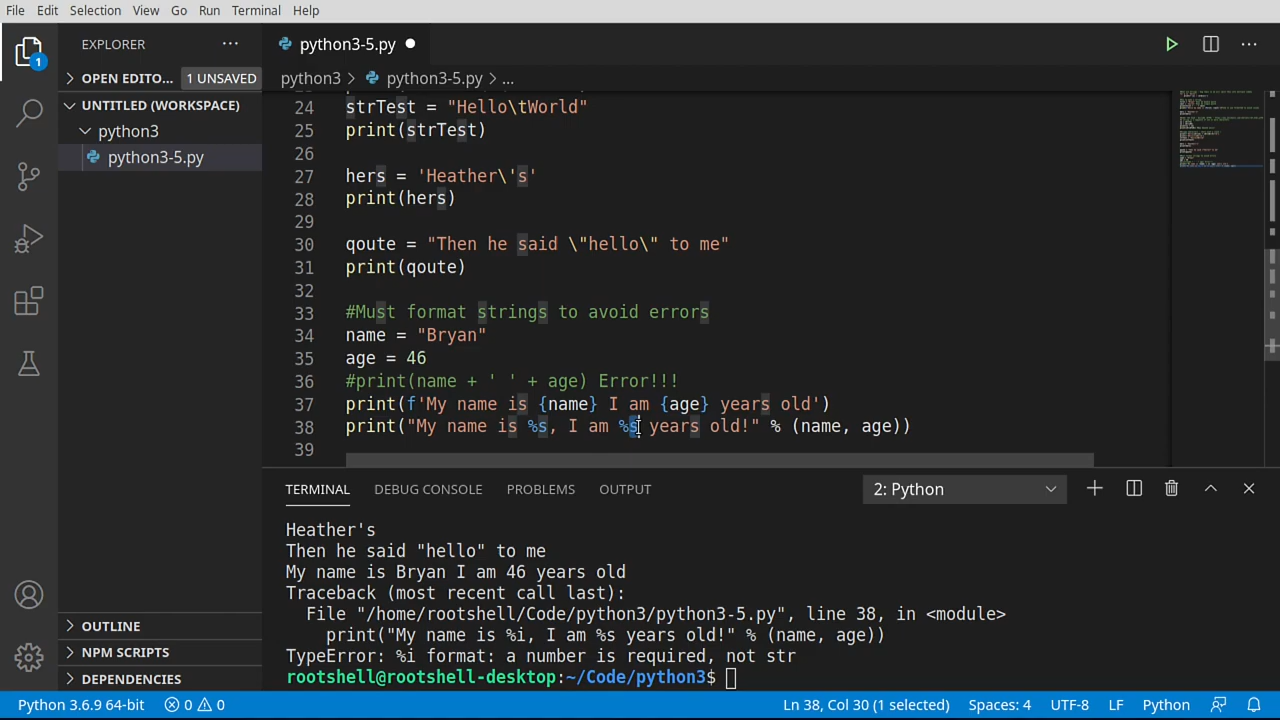 File Edit Selection View Go Run Terminal Help
EXPLORER ...
1
OPEN EDITO... 1 UNSAVED
UNTITLED (WORKSPACE)
python3
python3-5.py
OUTLINE
NPM SCRIPTS
DEPENDENCIES
python3-5.py
python3 > python3-5.py > ...
24 strTest = "Hello\tWorld"
25 print(strTest)
26
27 hers = 'Heather\'s'
28 print(hers)
29
30 qoute = "Then he said \"hello\" to me"
31 print(qoute)
32
33 #Must format strings to avoid errors
34 name = "Bryan"
35 age = 46
36 #print(name + ' ' + age) Error!!!
37 print(f'My name is {name} I am {age} years old')
38 print("My name is %s, I am %s years old!" % (name, age))
39
TERMINAL DEBUG CONSOLE PROBLEMS OUTPUT 2: Python
Heather's
Then he said "hello" to me
My name is Bryan I am 46 years old
Traceback (most recent call last):
File "/home/rootshell/Code/python3/python3-5.py", line 38, in <module>
print("My name is %i, I am %s years old!" % (name, age))
TypeError: %i format: a number is required, not str
rootshell@rootshell-desktop:~/Code/python3$
Python 3.6.9 64-bit 0 0 Ln 38, Col 30 (1 selected) Spaces: 4 UTF-8 LF Python